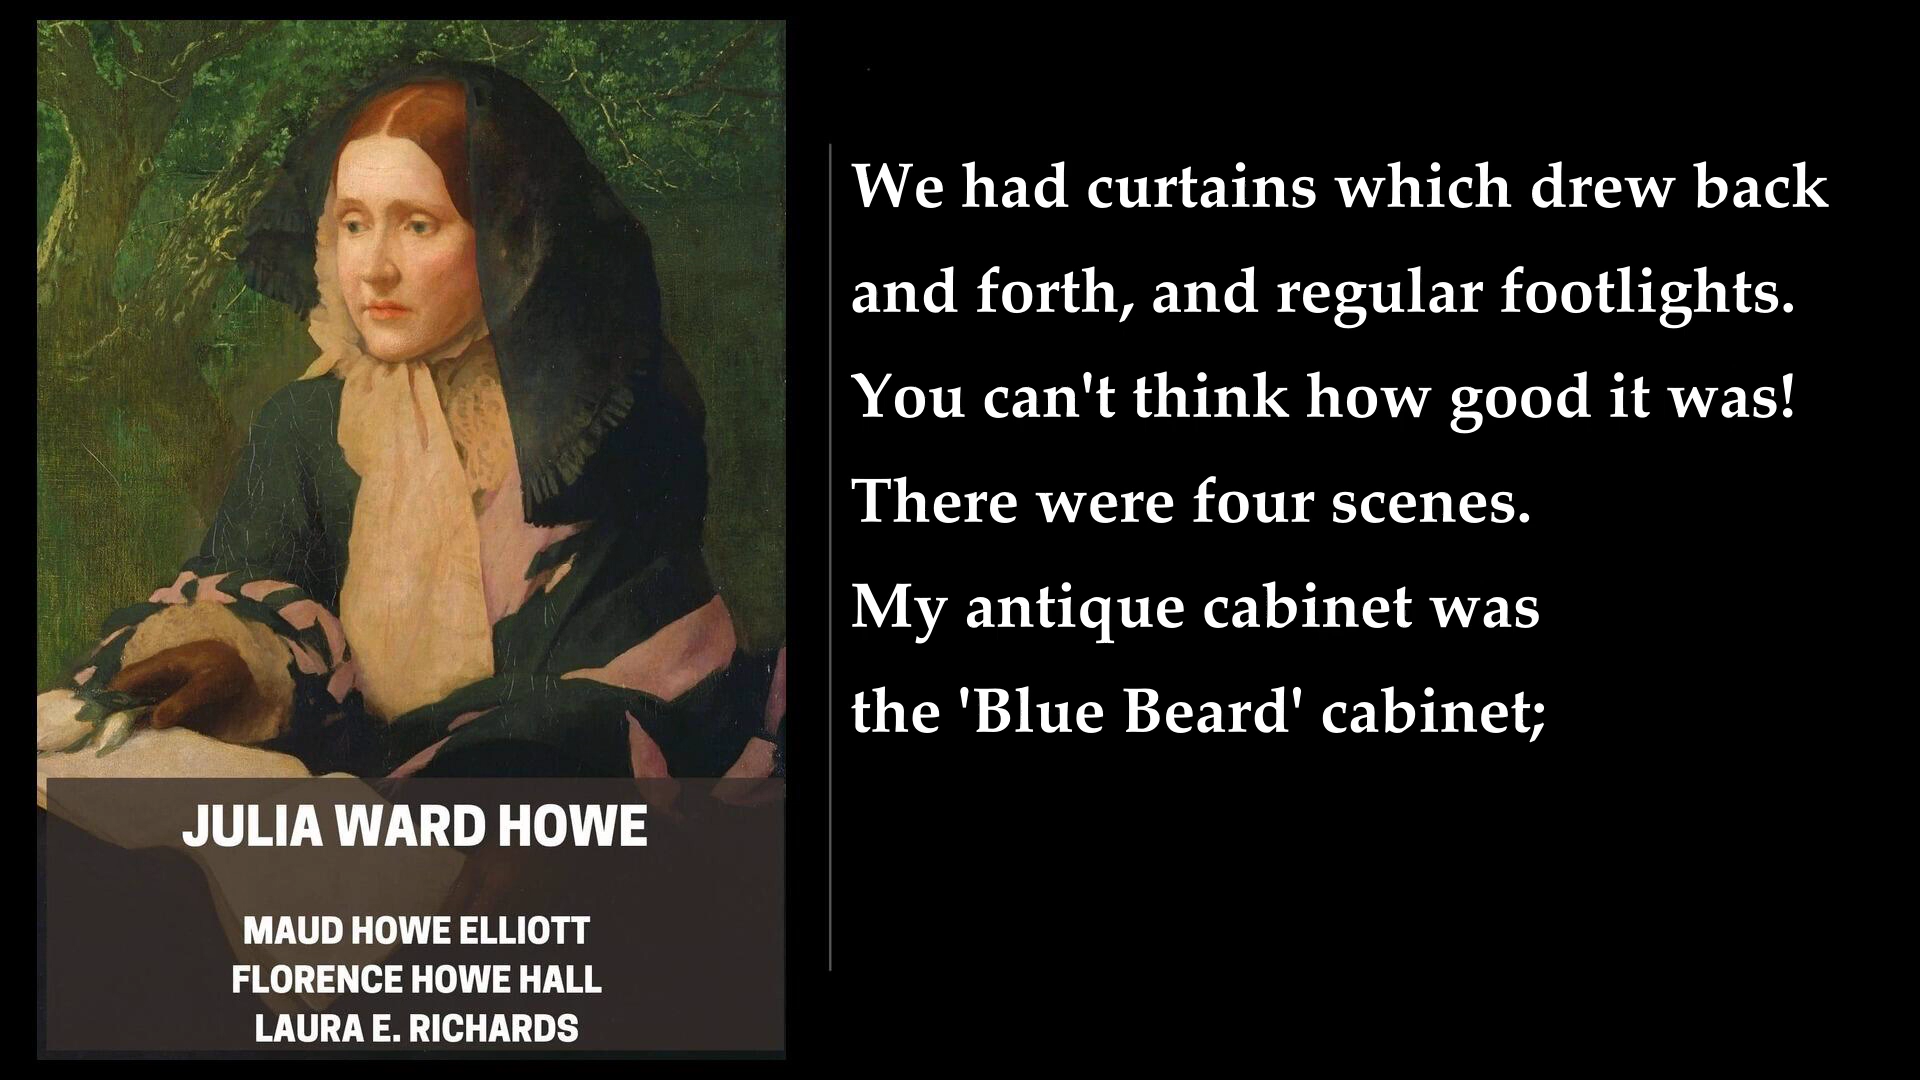 JULIA WARD HOWE
MAUD HOWE ELLIOTT
FLORENCE HOWE HALL
LAURA E. RICHARDS
We had curtains which drew back
and forth, and regular footlights.
You can't think how good it was!
There were four scenes.
My antique cabinet was
the 'Blue Beard' cabinet;